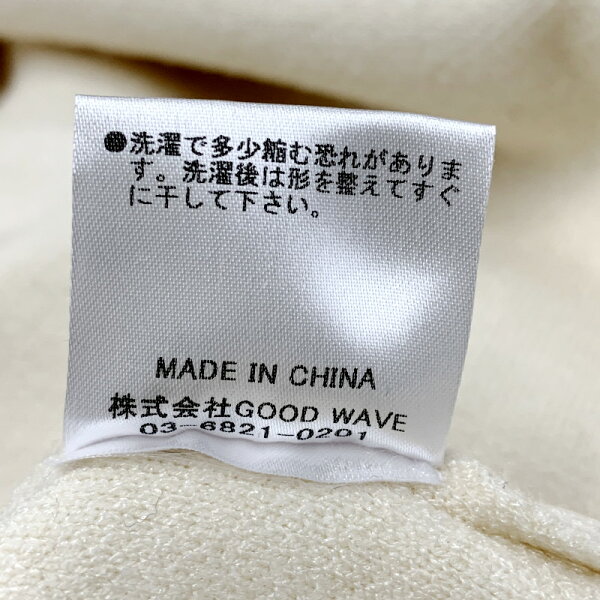 ●洗濯で多少縮む恐れがありま
す。洗濯後は形を整えてすぐ
に干して下さい。
MADE IN CHINA
株式会社GOOD WAVE
03-6821-0201